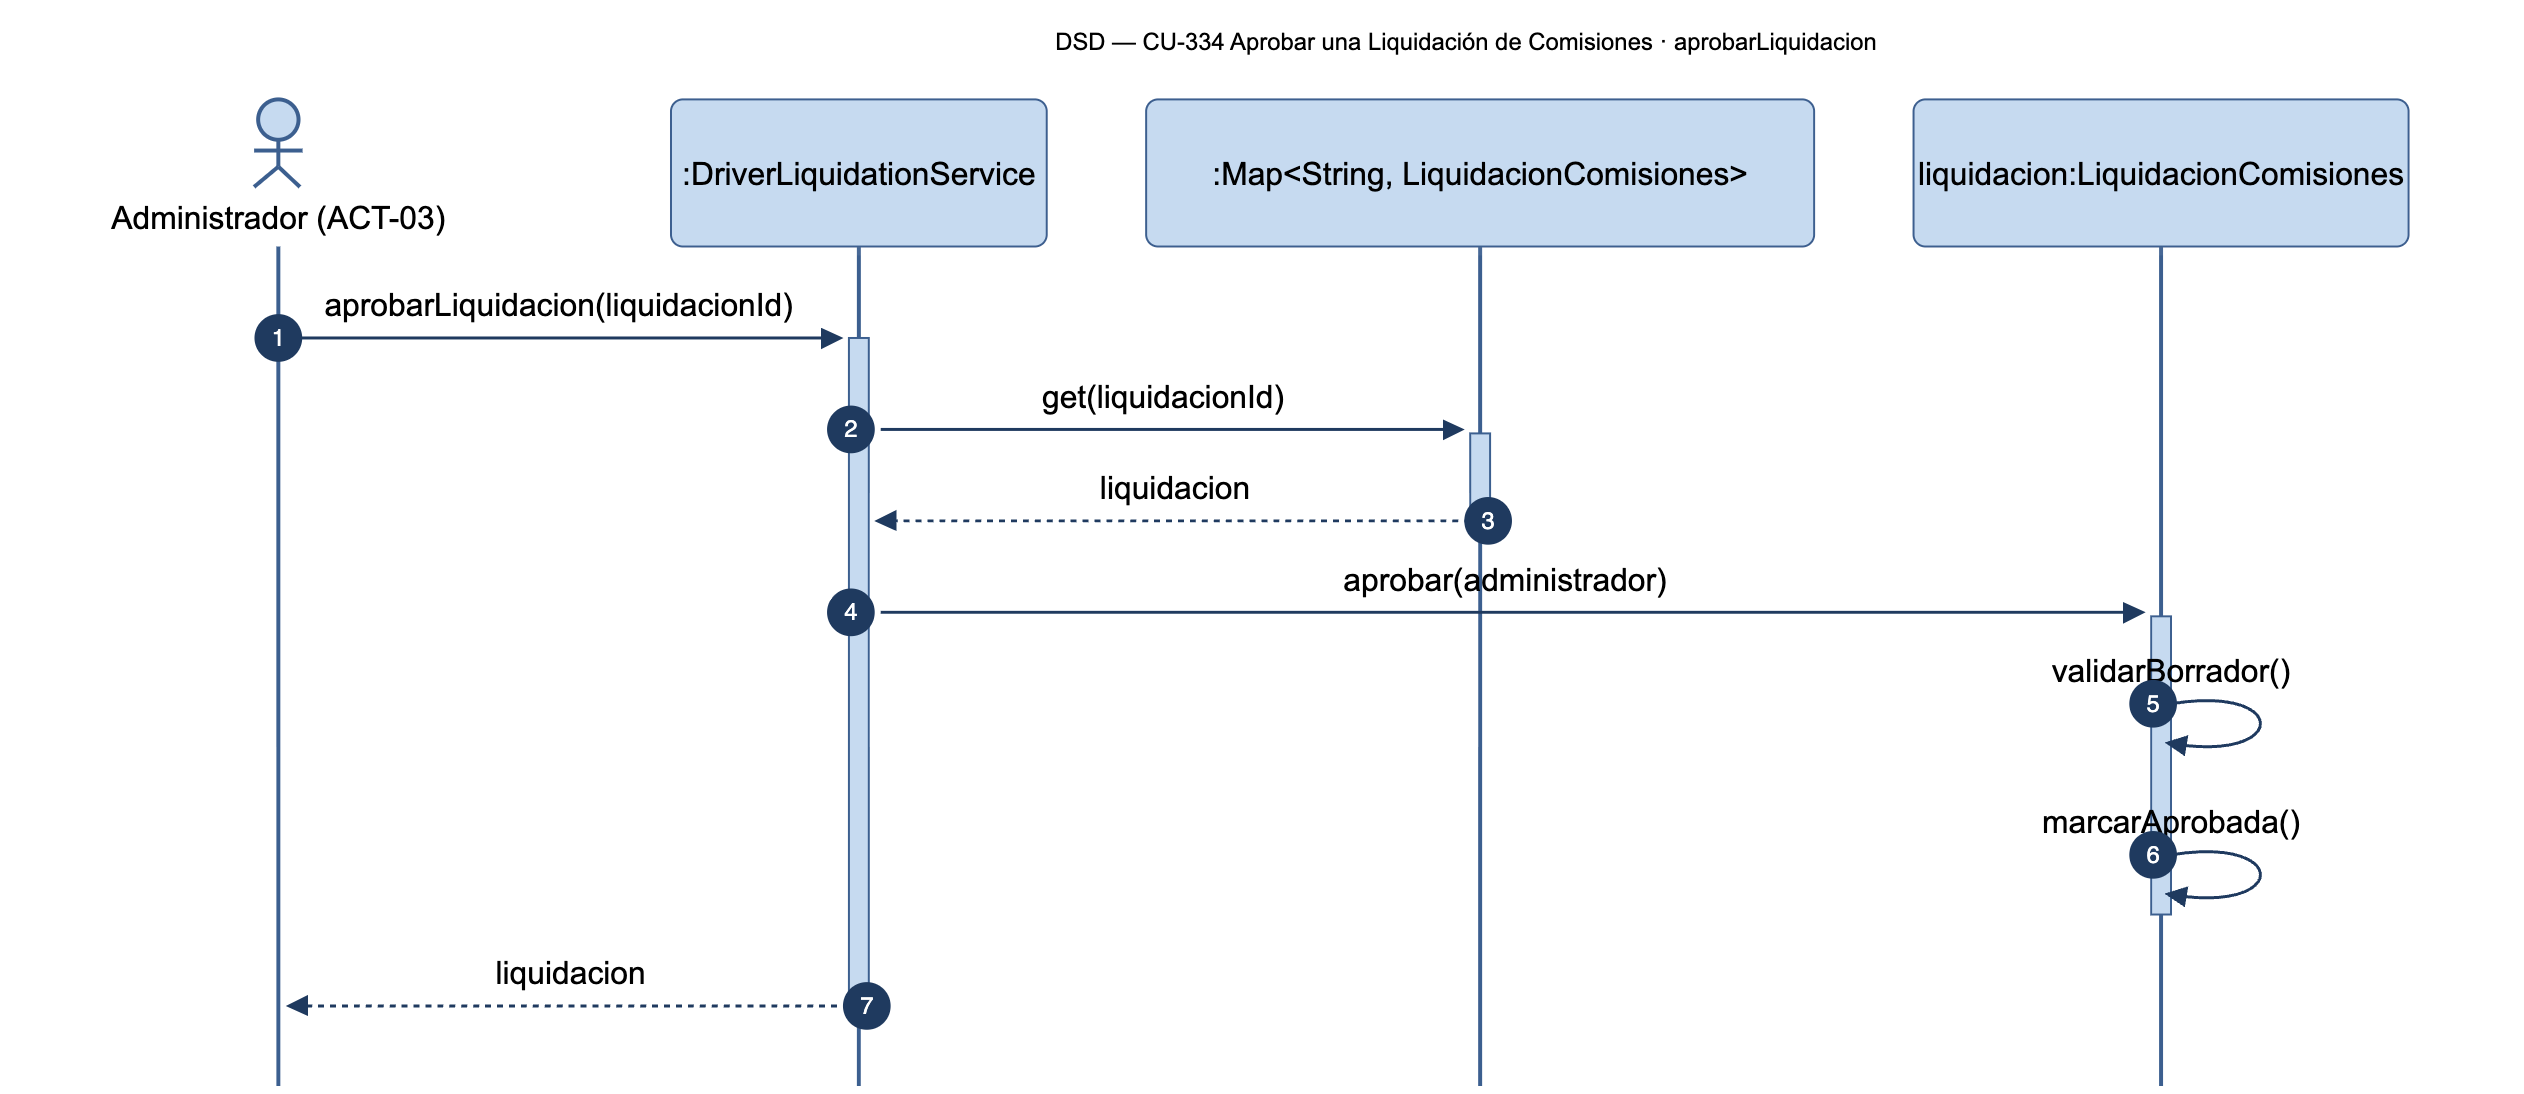 DSD — CU-334 Aprobar una Liquidación de Comisiones · aprobarLiquidacion
Administrador (ACT-03)
:DriverLiquidationService
:Map<String, LiquidacionComisiones>
liquidacion:LiquidacionComisiones
1
aprobarLiquidacion(liquidacionId)
2
get(liquidacionId)
liquidacion
3
4
aprobar(administrador)
validarBorrador()
5
marcarAprobada()
6
liquidacion
7